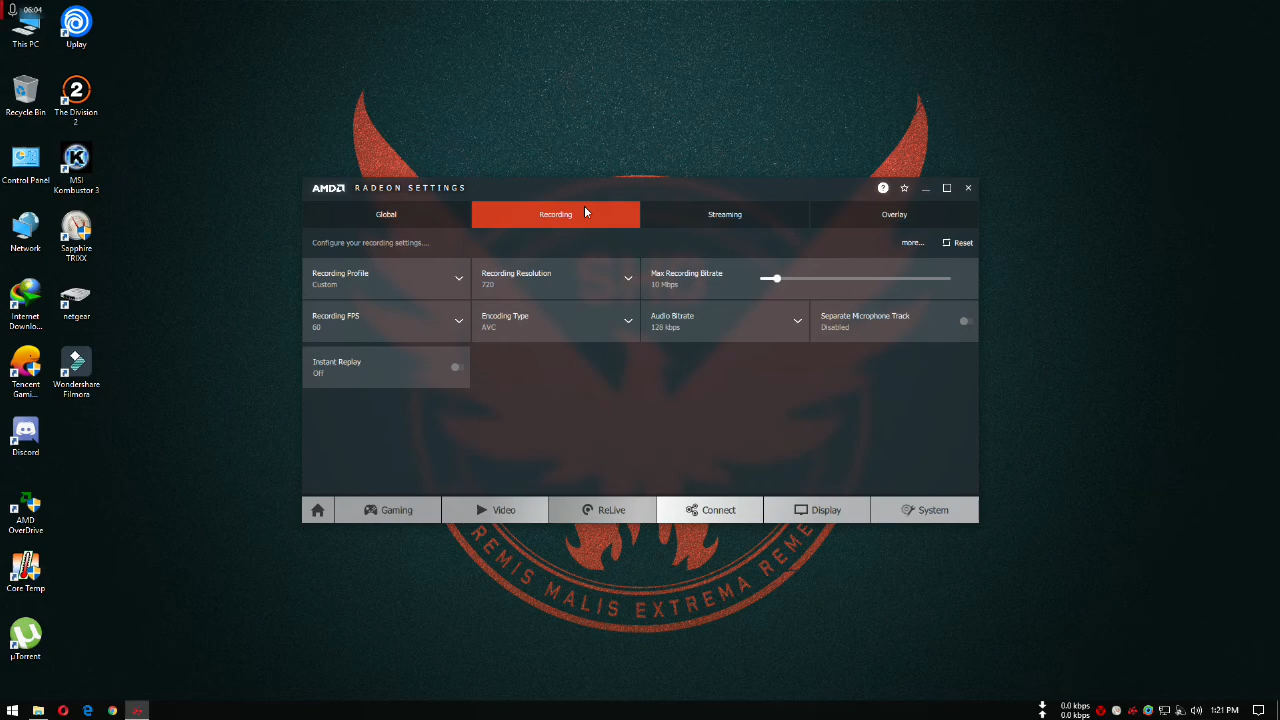 06:04
This PC
Uplay
Recycle Bin
2
The Division
2
Control Panel
K
MSI
Kombustor 3
Network
Sapphire
TRIXX
Internet
Downlo...
netgear
Tencent
Gami...
Wondershare
Filmora
Discord
AMD
OverDrive
Core Temp
µ
µTorrent
AMD
RADEON SETTINGS
?
Global
Recording
Streaming
Overlay
Configure your recording settings....
more...
Reset
Recording Profile
Custom
Recording Resolution
720
Max Recording Bitrate
10 Mbps
Recording FPS
60
Encoding Type
AVC
Audio Bitrate
128 kbps
Separate Microphone Track
Disabled
Instant Replay
Off
Gaming
Video
ReLive
Connect
Display
System
REMIS MALIS EXTREMA REME
0.0 kbps
0.0 kbps
1:21 PM